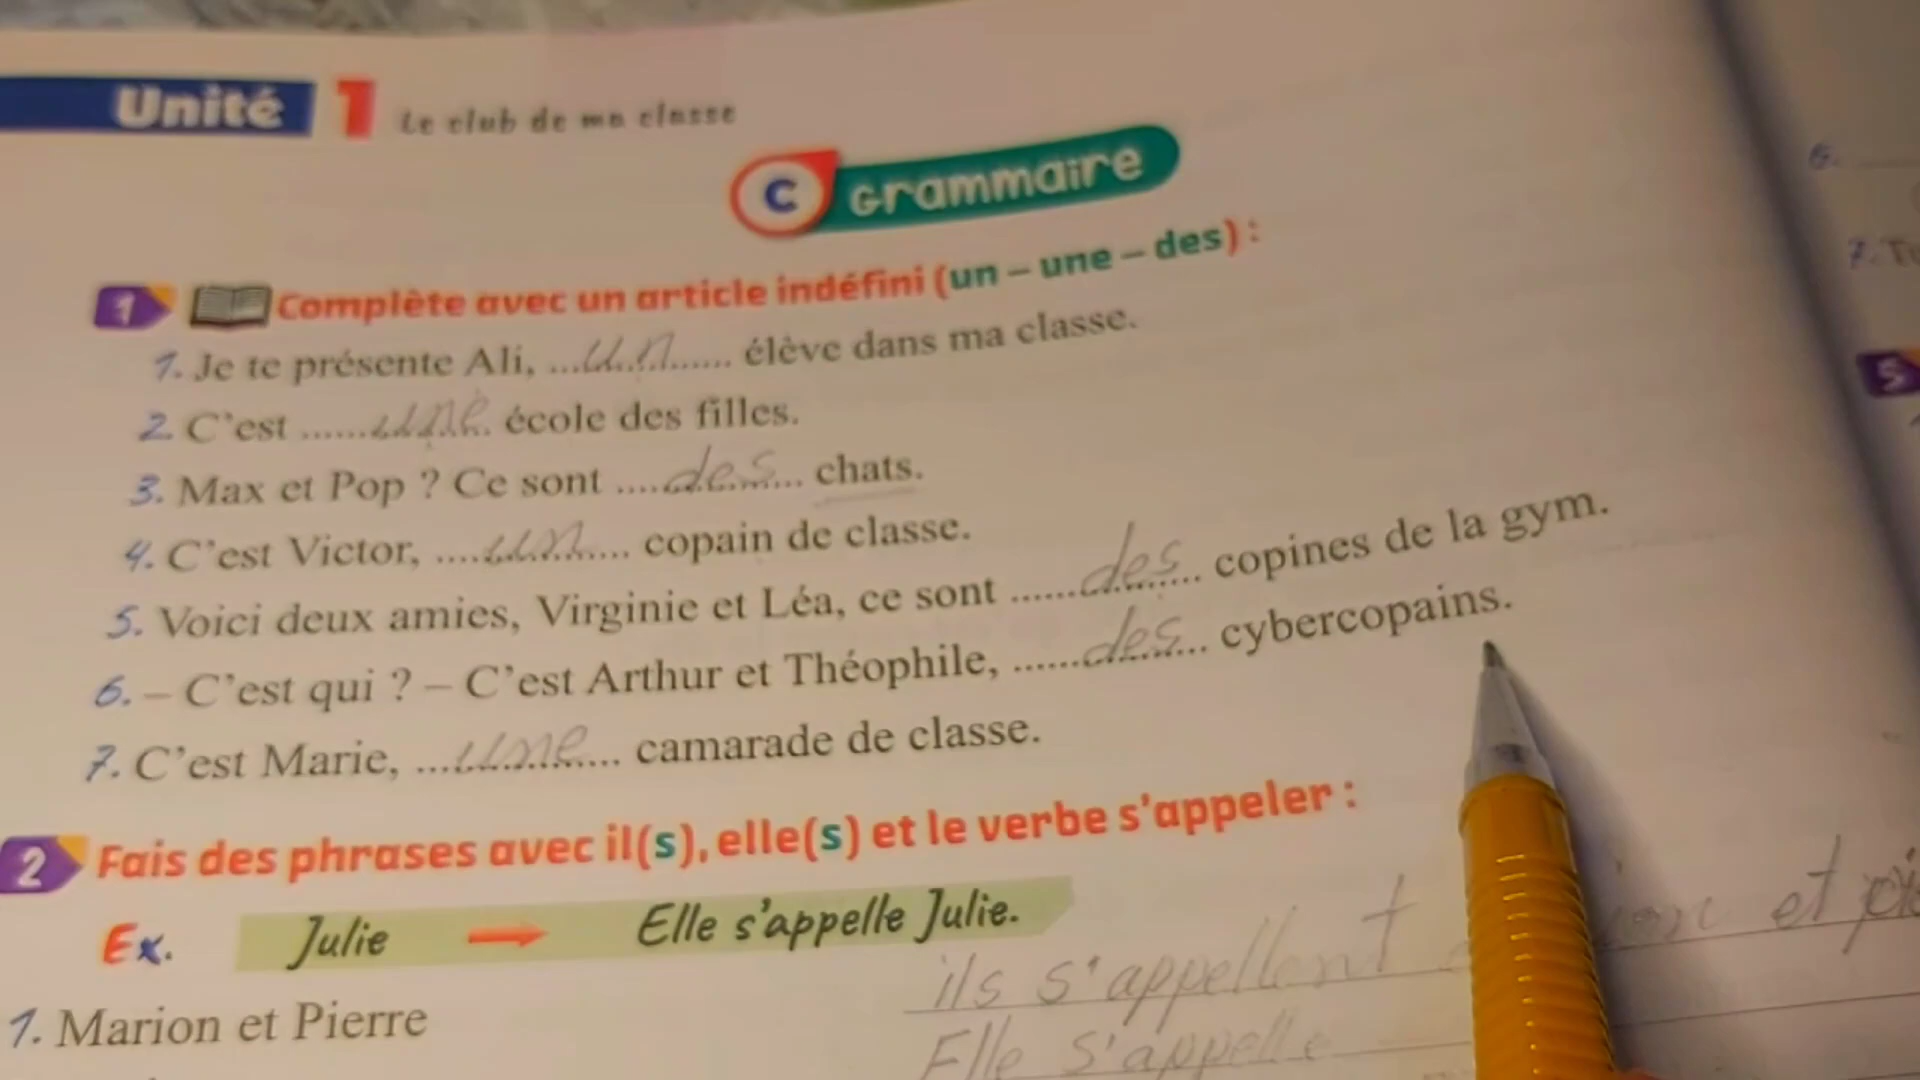 Unité 1 Le club de ma classe
C Grammaire
1 Complète avec un article indéfini (un – une – des) :
1. Je te présente Ali, ...un...... élève dans ma classe.
2. C'est ......une. école des filles.
3. Max et Pop ? Ce sont ....des... chats.
4. C'est Victor, ....un...... copain de classe.
5. Voici deux amies, Virginie et Léa, ce sont ......des... copines de la gym.
6. – C'est qui ? – C'est Arthur et Théophile, ......des... cybercopains.
7. C'est Marie, ...une... camarade de classe.
2 Fais des phrases avec il(s), elle(s) et le verbe s'appeler :
Ex. Julie → Elle s'appelle Julie.
1. Marion et Pierre ils s'appellent et
Elle s'appelle
6.
7. Tu
5